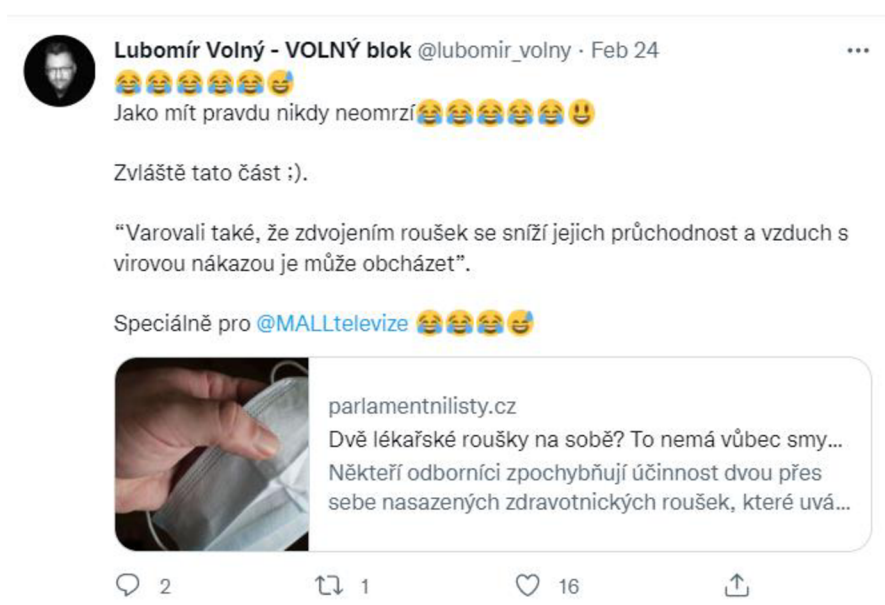 Lubomír Volný - VOLNÝ blok @lubomir_volny · Feb 24
😂😂😂😂😂😅
Jako mít pravdu nikdy neomrzí😂😂😂😂😂😃
Zvláště tato část ;).
“Varovali také, že zdvojením roušek se sníží jejich průchodnost a vzduch s
virovou nákazou je může obcházet”.
Speciálně pro @MALLtelevize 😂😂😂😅
parlamentnilisty.cz
Dvě lékařské roušky na sobě? To nemá vůbec smy...
Někteří odborníci zpochybňují účinnost dvou přes
sebe nasazených zdravotnických roušek, které uvá...
2 1 16